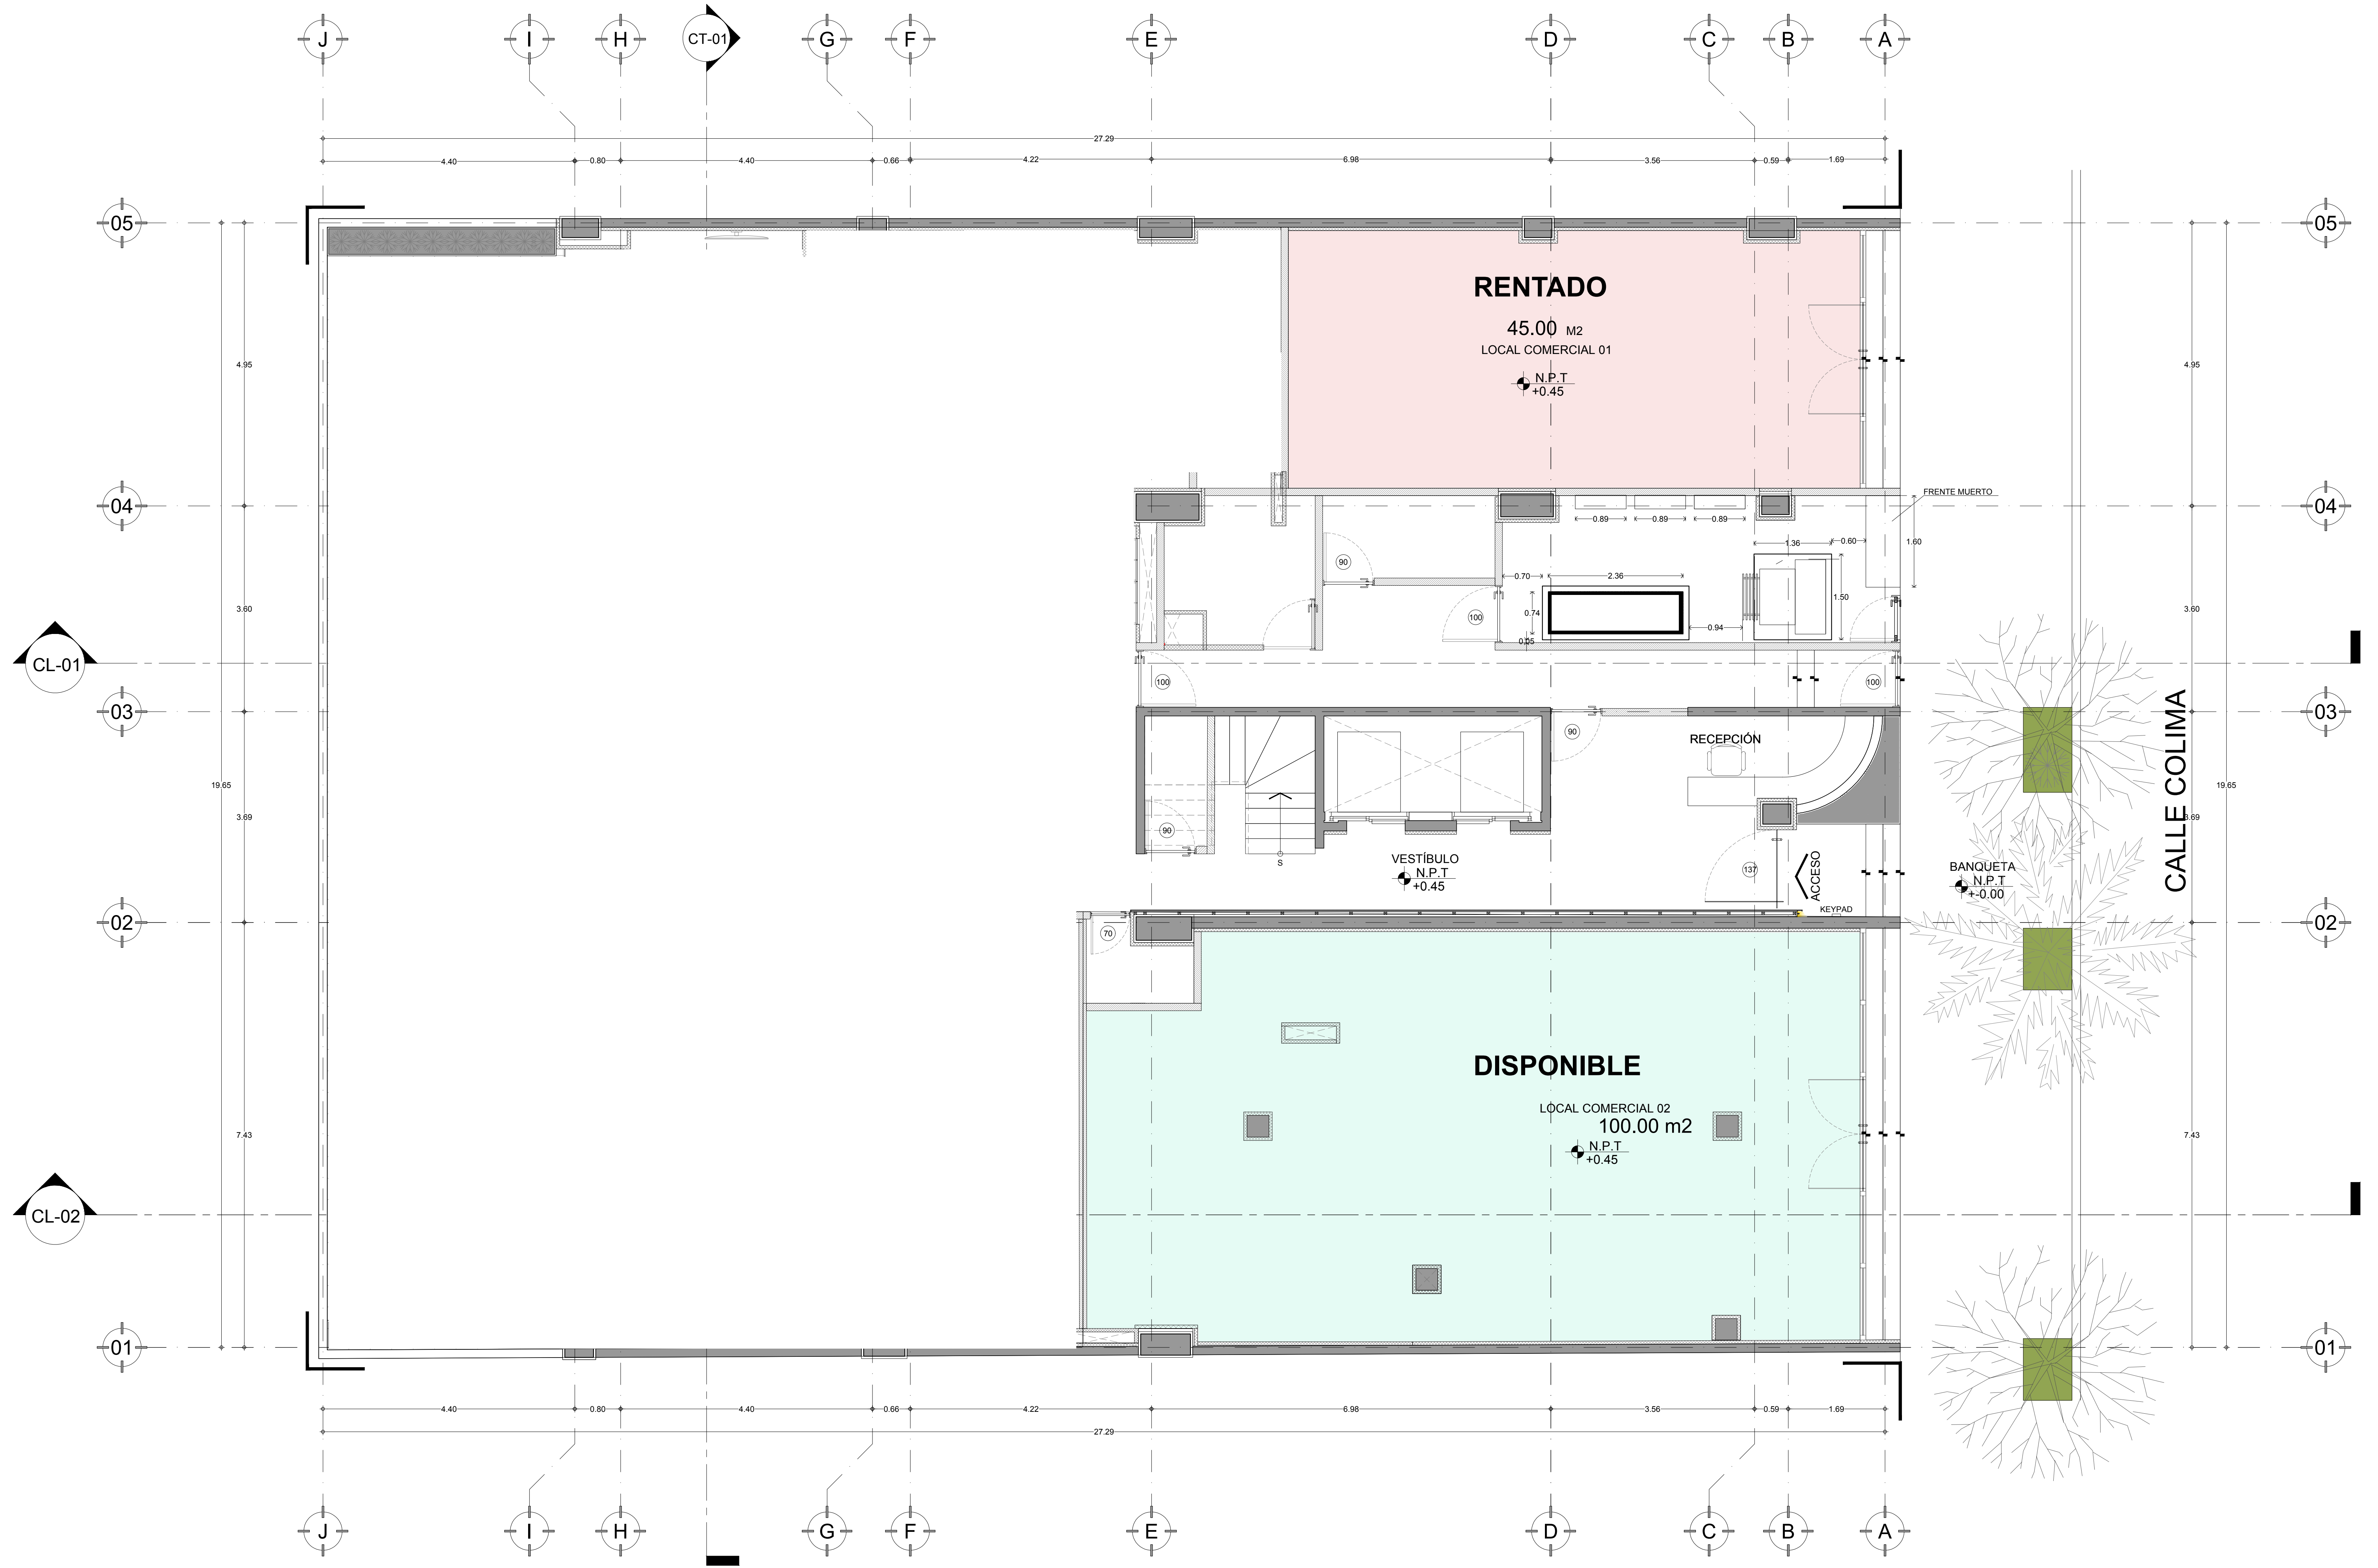 J I H CT-01 G F E D C B A
27.29
4.40 0.80 4.40 0.66 4.22 6.98 3.56 0.59 1.69
05 05
RENTADO
45.00 M2
LOCAL COMERCIAL 01
N.P.T
+0.45
4.95 4.95
FRENTE MUERTO
04 04
0.89 0.89 0.89
1.36 0.60 1.60
90
0.70 2.36
1.50
3.60 0.74 3.60
100
0.94
0.05
CL-01
100 100
03 03
90
RECEPCIÓN
CALLE COLIMA
19.65 19.65
3.69 3.69
90
S
VESTÍBULO
N.P.T
+0.45
137
ACCESO
BANQUETA
N.P.T
+-0.00
KEYPAD
02 02
70
DISPONIBLE
LOCAL COMERCIAL 02
100.00 m2
N.P.T
+0.45
7.43 7.43
CL-02
01 01
4.40 0.80 4.40 0.66 4.22 6.98 3.56 0.59 1.69
27.29
J I H G F E D C B A